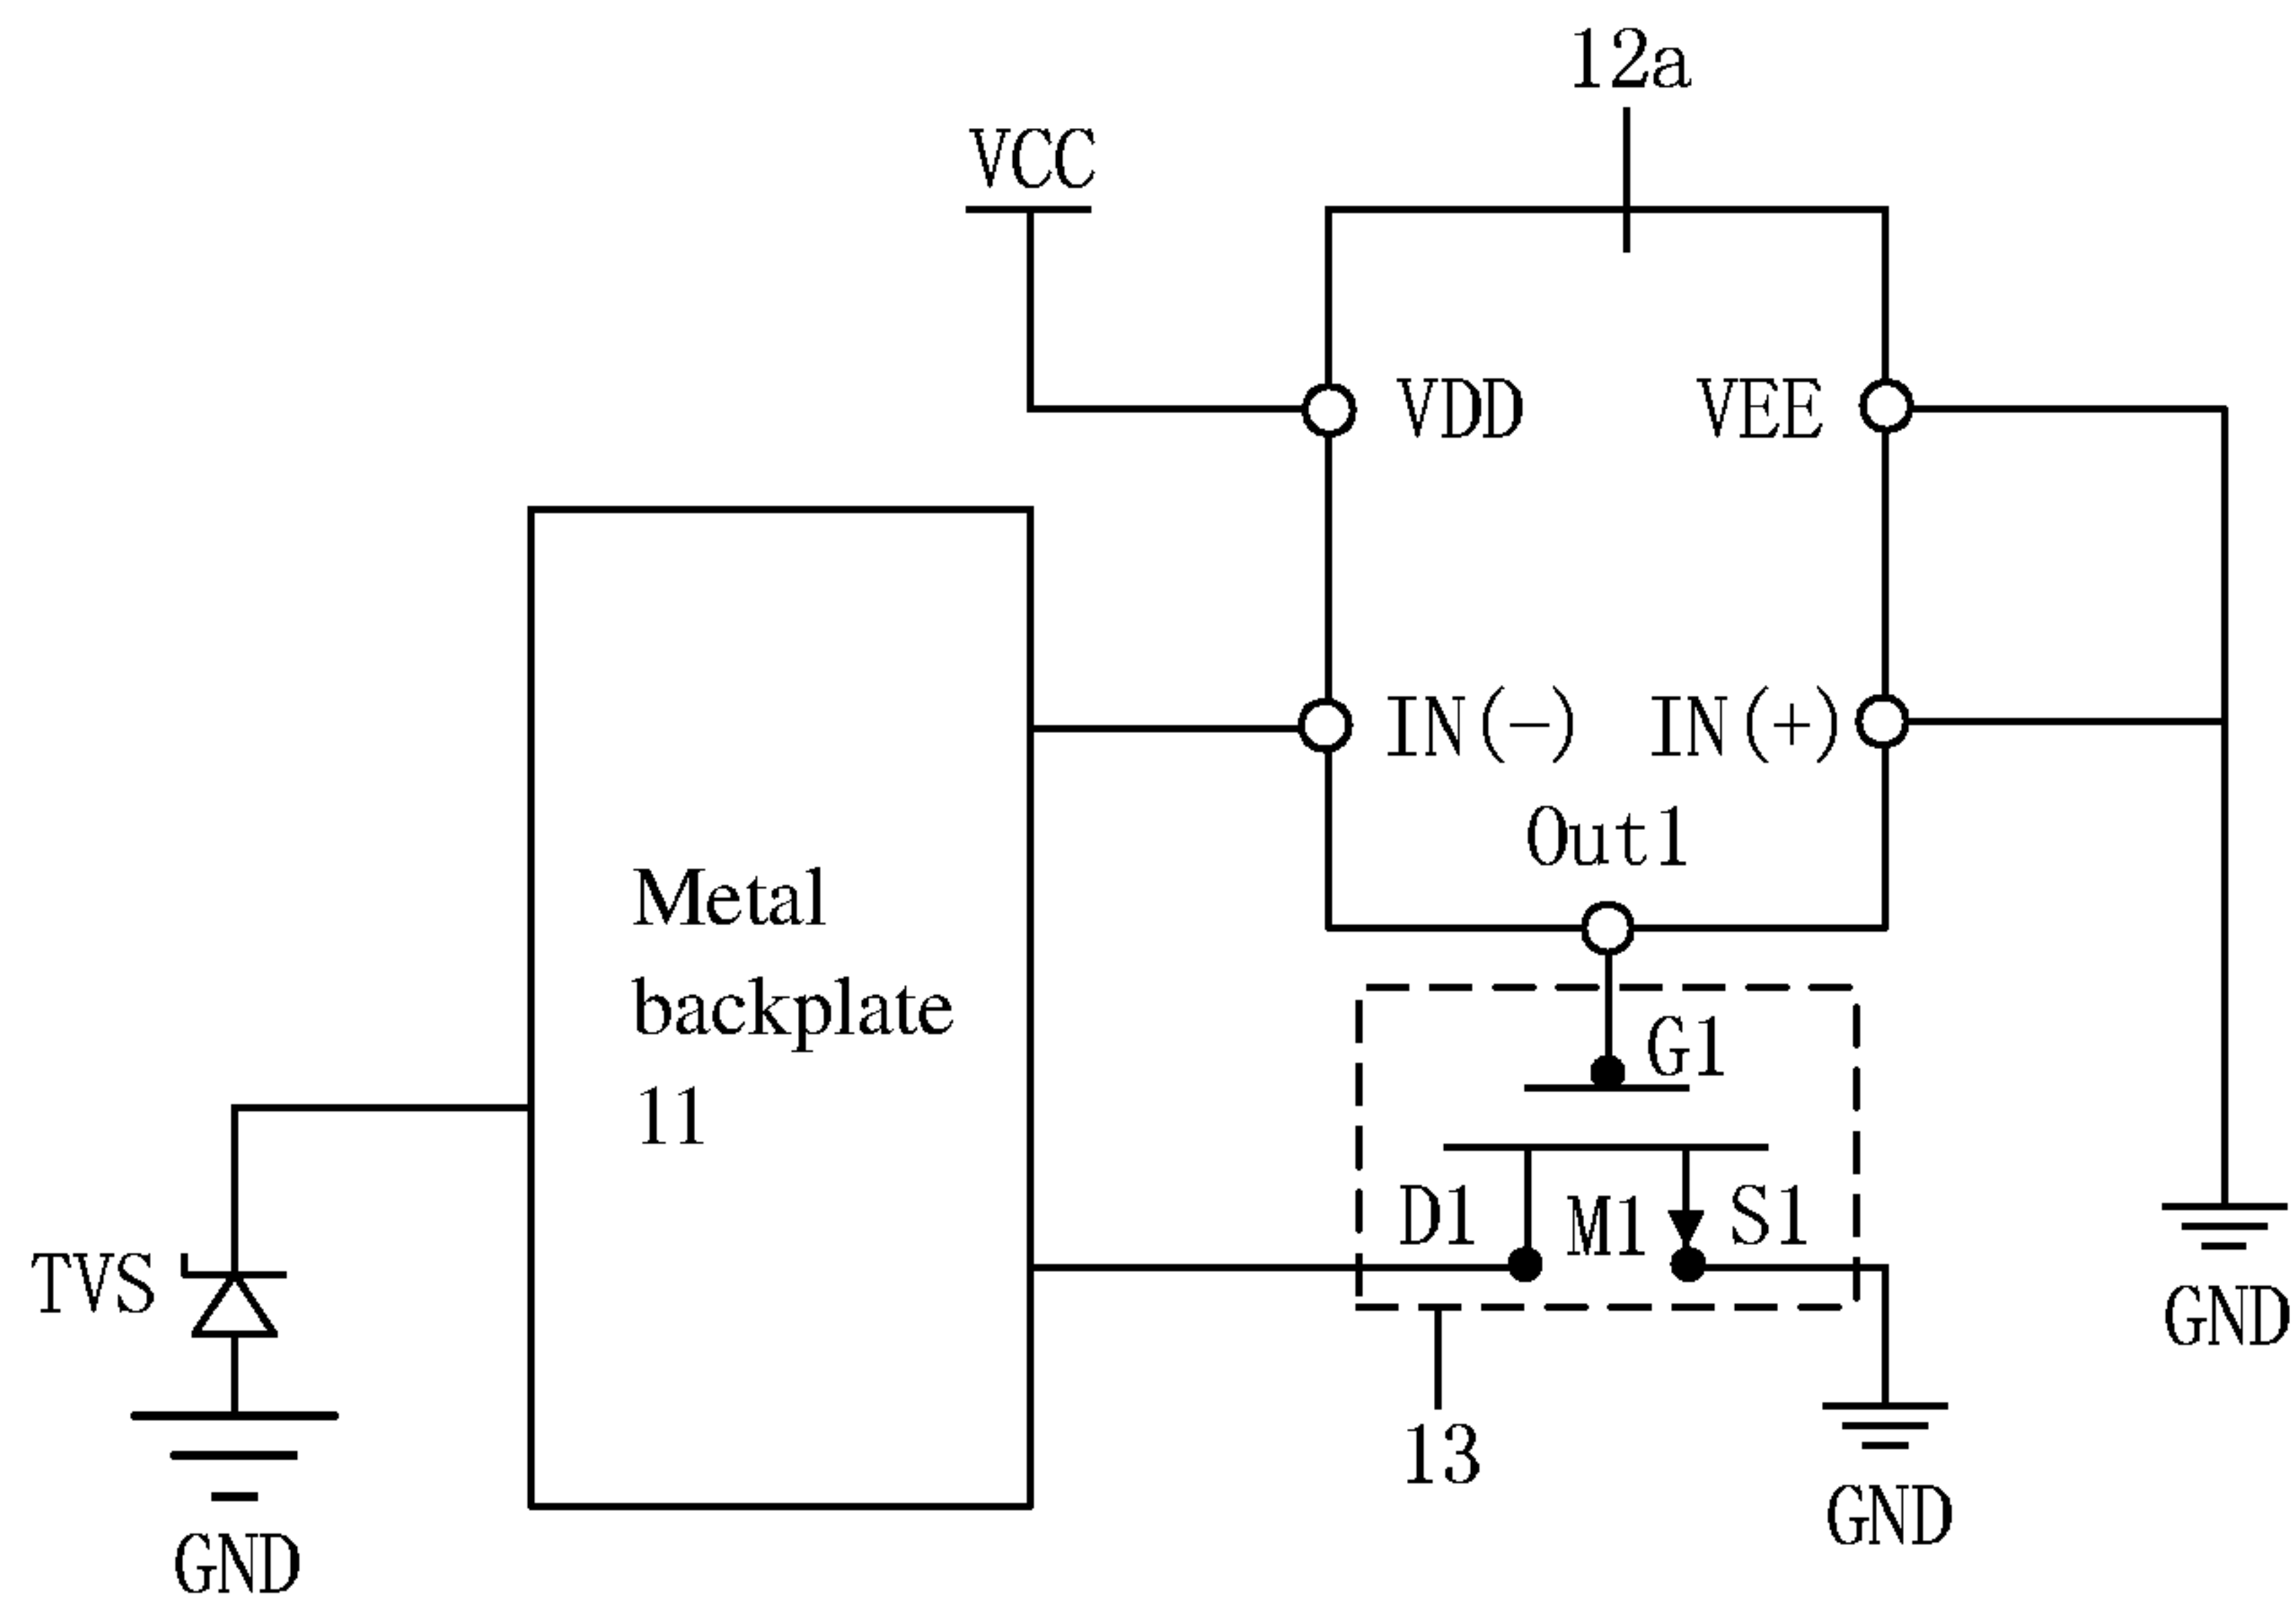 12a
VCC
VDD VEE
IN(-) IN(+)
Out1
Metal
backplate
11
G1
D1 M1 S1
TVS
13
GND
GND
GND